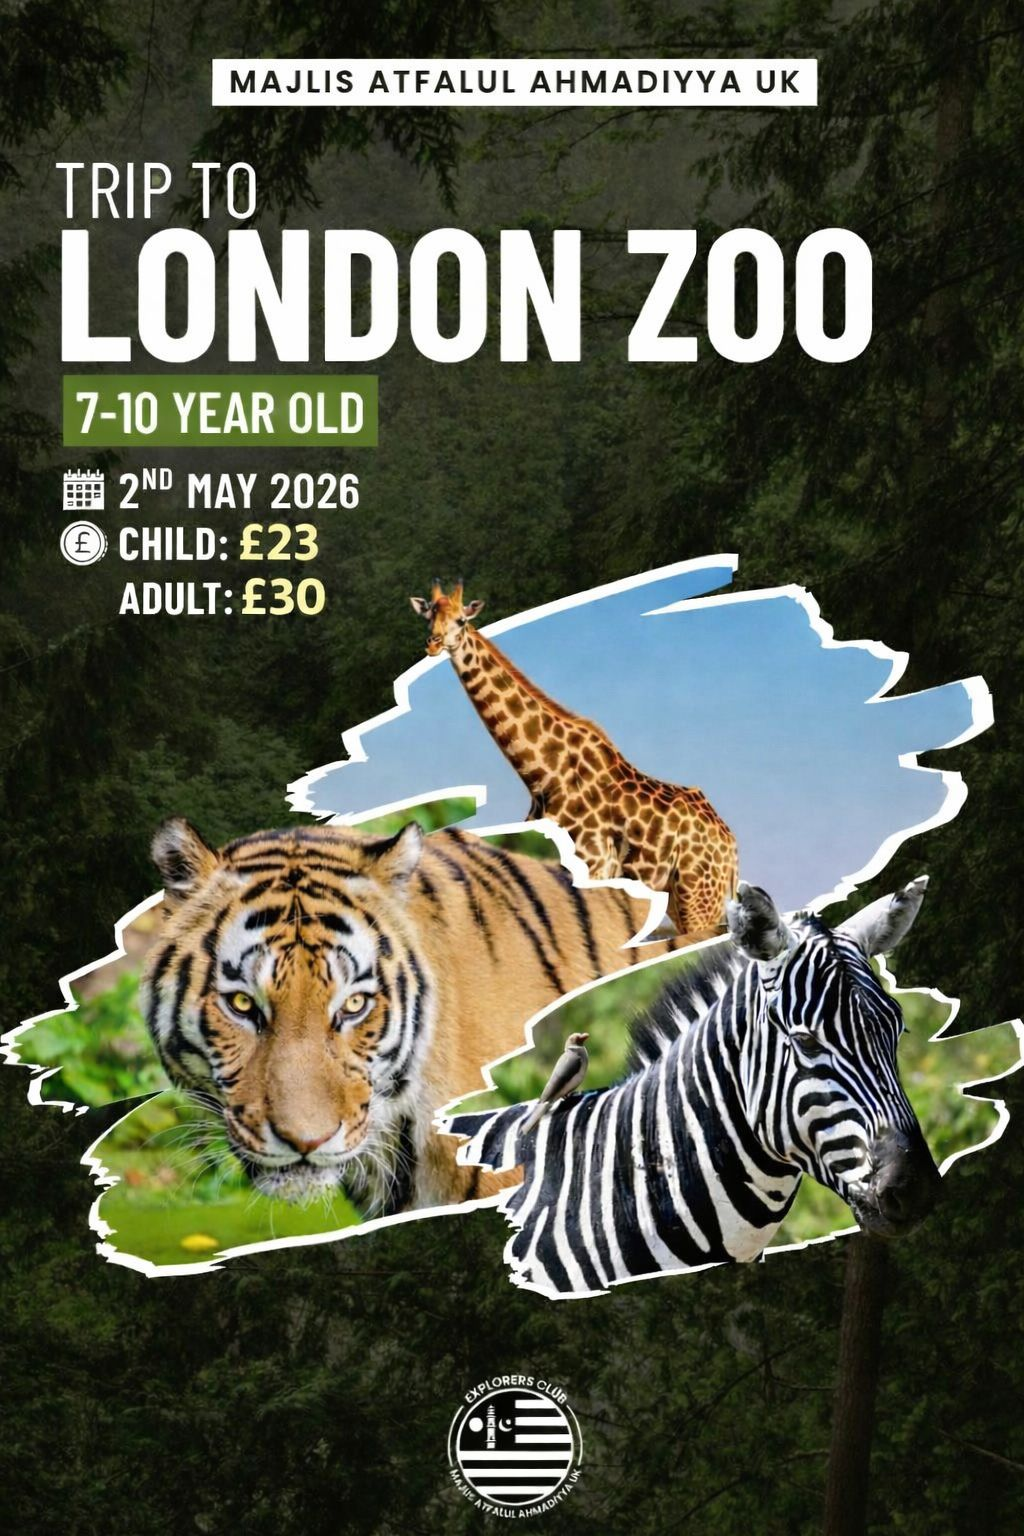 MAJLIS ATFALUL AHMADIYYA UK
TRIP TO
LONDON ZOO
7-10 YEAR OLD
2ND MAY 2026
£
CHILD: £23
ADULT: £30
EXPLORERS CLUB
MAJLIS ATFALUL AHMADIYYA UK